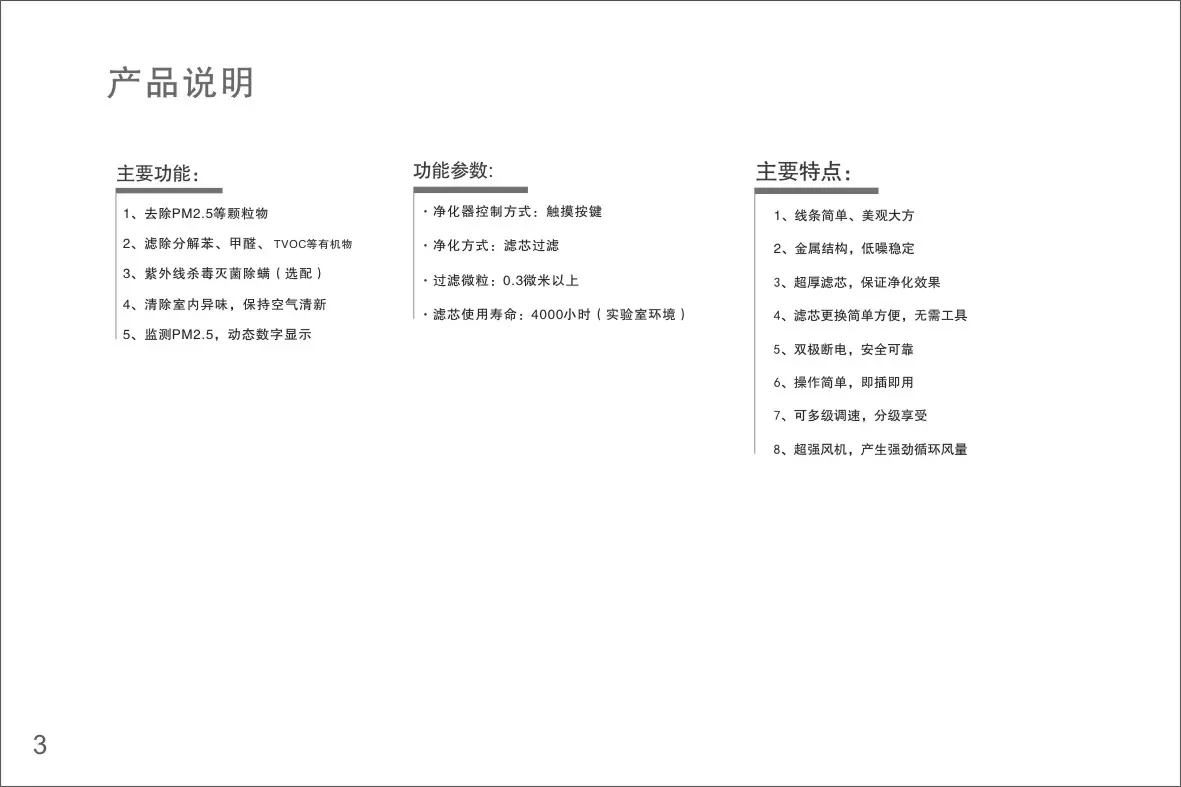 产品说明
主要功能：
1、去除PM2.5等颗粒物
2、滤除分解苯、甲醛、TVOC等有机物
3、紫外线杀毒灭菌除螨（选配）
4、清除室内异味，保持空气清新
5、监测PM2.5，动态数字显示
功能参数:
·净化器控制方式：触摸按键
·净化方式：滤芯过滤
·过滤微粒：0.3微米以上
·滤芯使用寿命：4000小时（实验室环境）
主要特点：
1、线条简单、美观大方
2、金属结构，低噪稳定
3、超厚滤芯，保证净化效果
4、滤芯更换简单方便，无需工具
5、双极断电，安全可靠
6、操作简单，即插即用
7、可多级调速，分级享受
8、超强风机，产生强劲循环风量
3